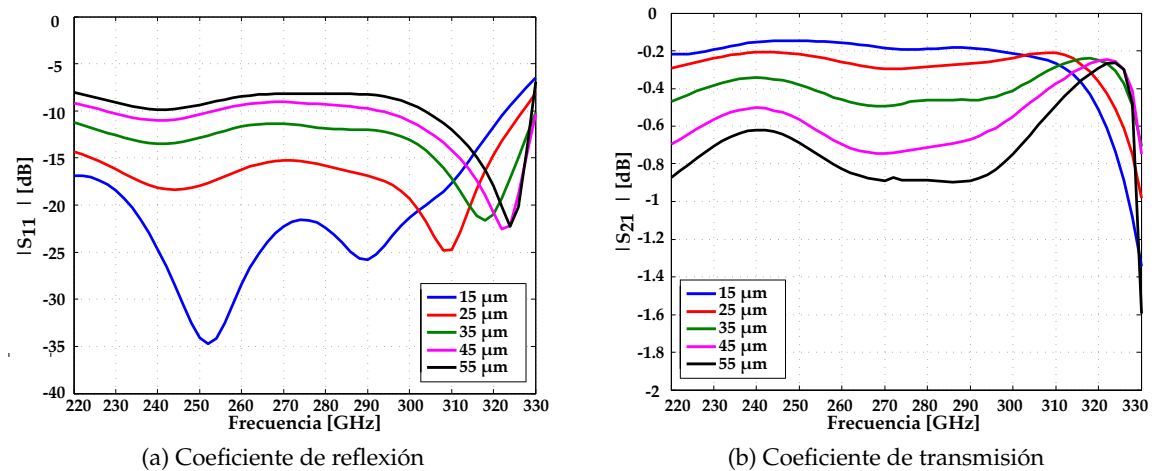 0
-5
-10
-15
-20
-25
-30
-35
-40
|S11| [dB]
220 230 240 250 260 270 280 290 300 310 320 330
Frecuencia [GHz]
15 µm
25 µm
35 µm
45 µm
55 µm
(a) Coeficiente de reflexión
0
-0.2
-0.4
-0.6
-0.8
-1
-1.2
-1.4
-1.6
-1.8
-2
|S21| [dB]
220 230 240 250 260 270 280 290 300 310 320 330
Frecuencia [GHz]
15 µm
25 µm
35 µm
45 µm
55 µm
(b) Coeficiente de transmisión